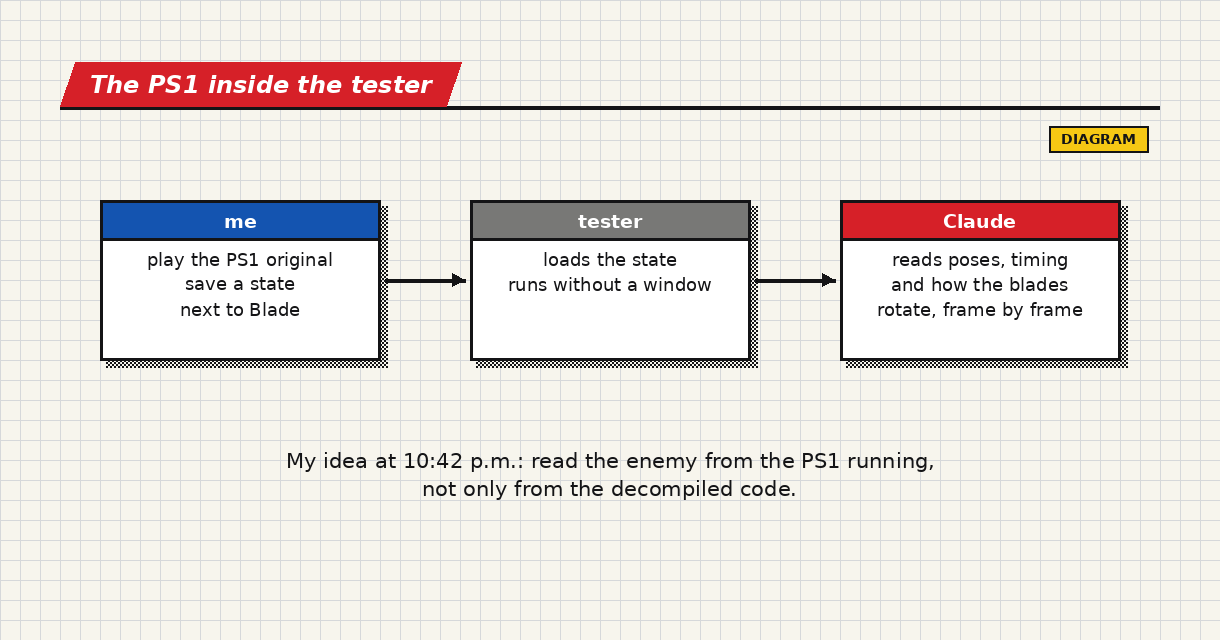 The PS1 inside the tester
DIAGRAM
me
play the PS1 original
save a state
next to Blade
tester
loads the state
runs without a window
Claude
reads poses, timing
and how the blades
rotate, frame by frame
My idea at 10:42 p.m.: read the enemy from the PS1 running,
not only from the decompiled code.